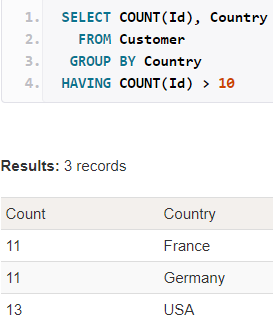 1. SELECT COUNT(Id), Country
2. FROM Customer
3. GROUP BY Country
4. HAVING COUNT(Id) > 10
Results: 3 records
Count Country
11 France
11 Germany
13 USA